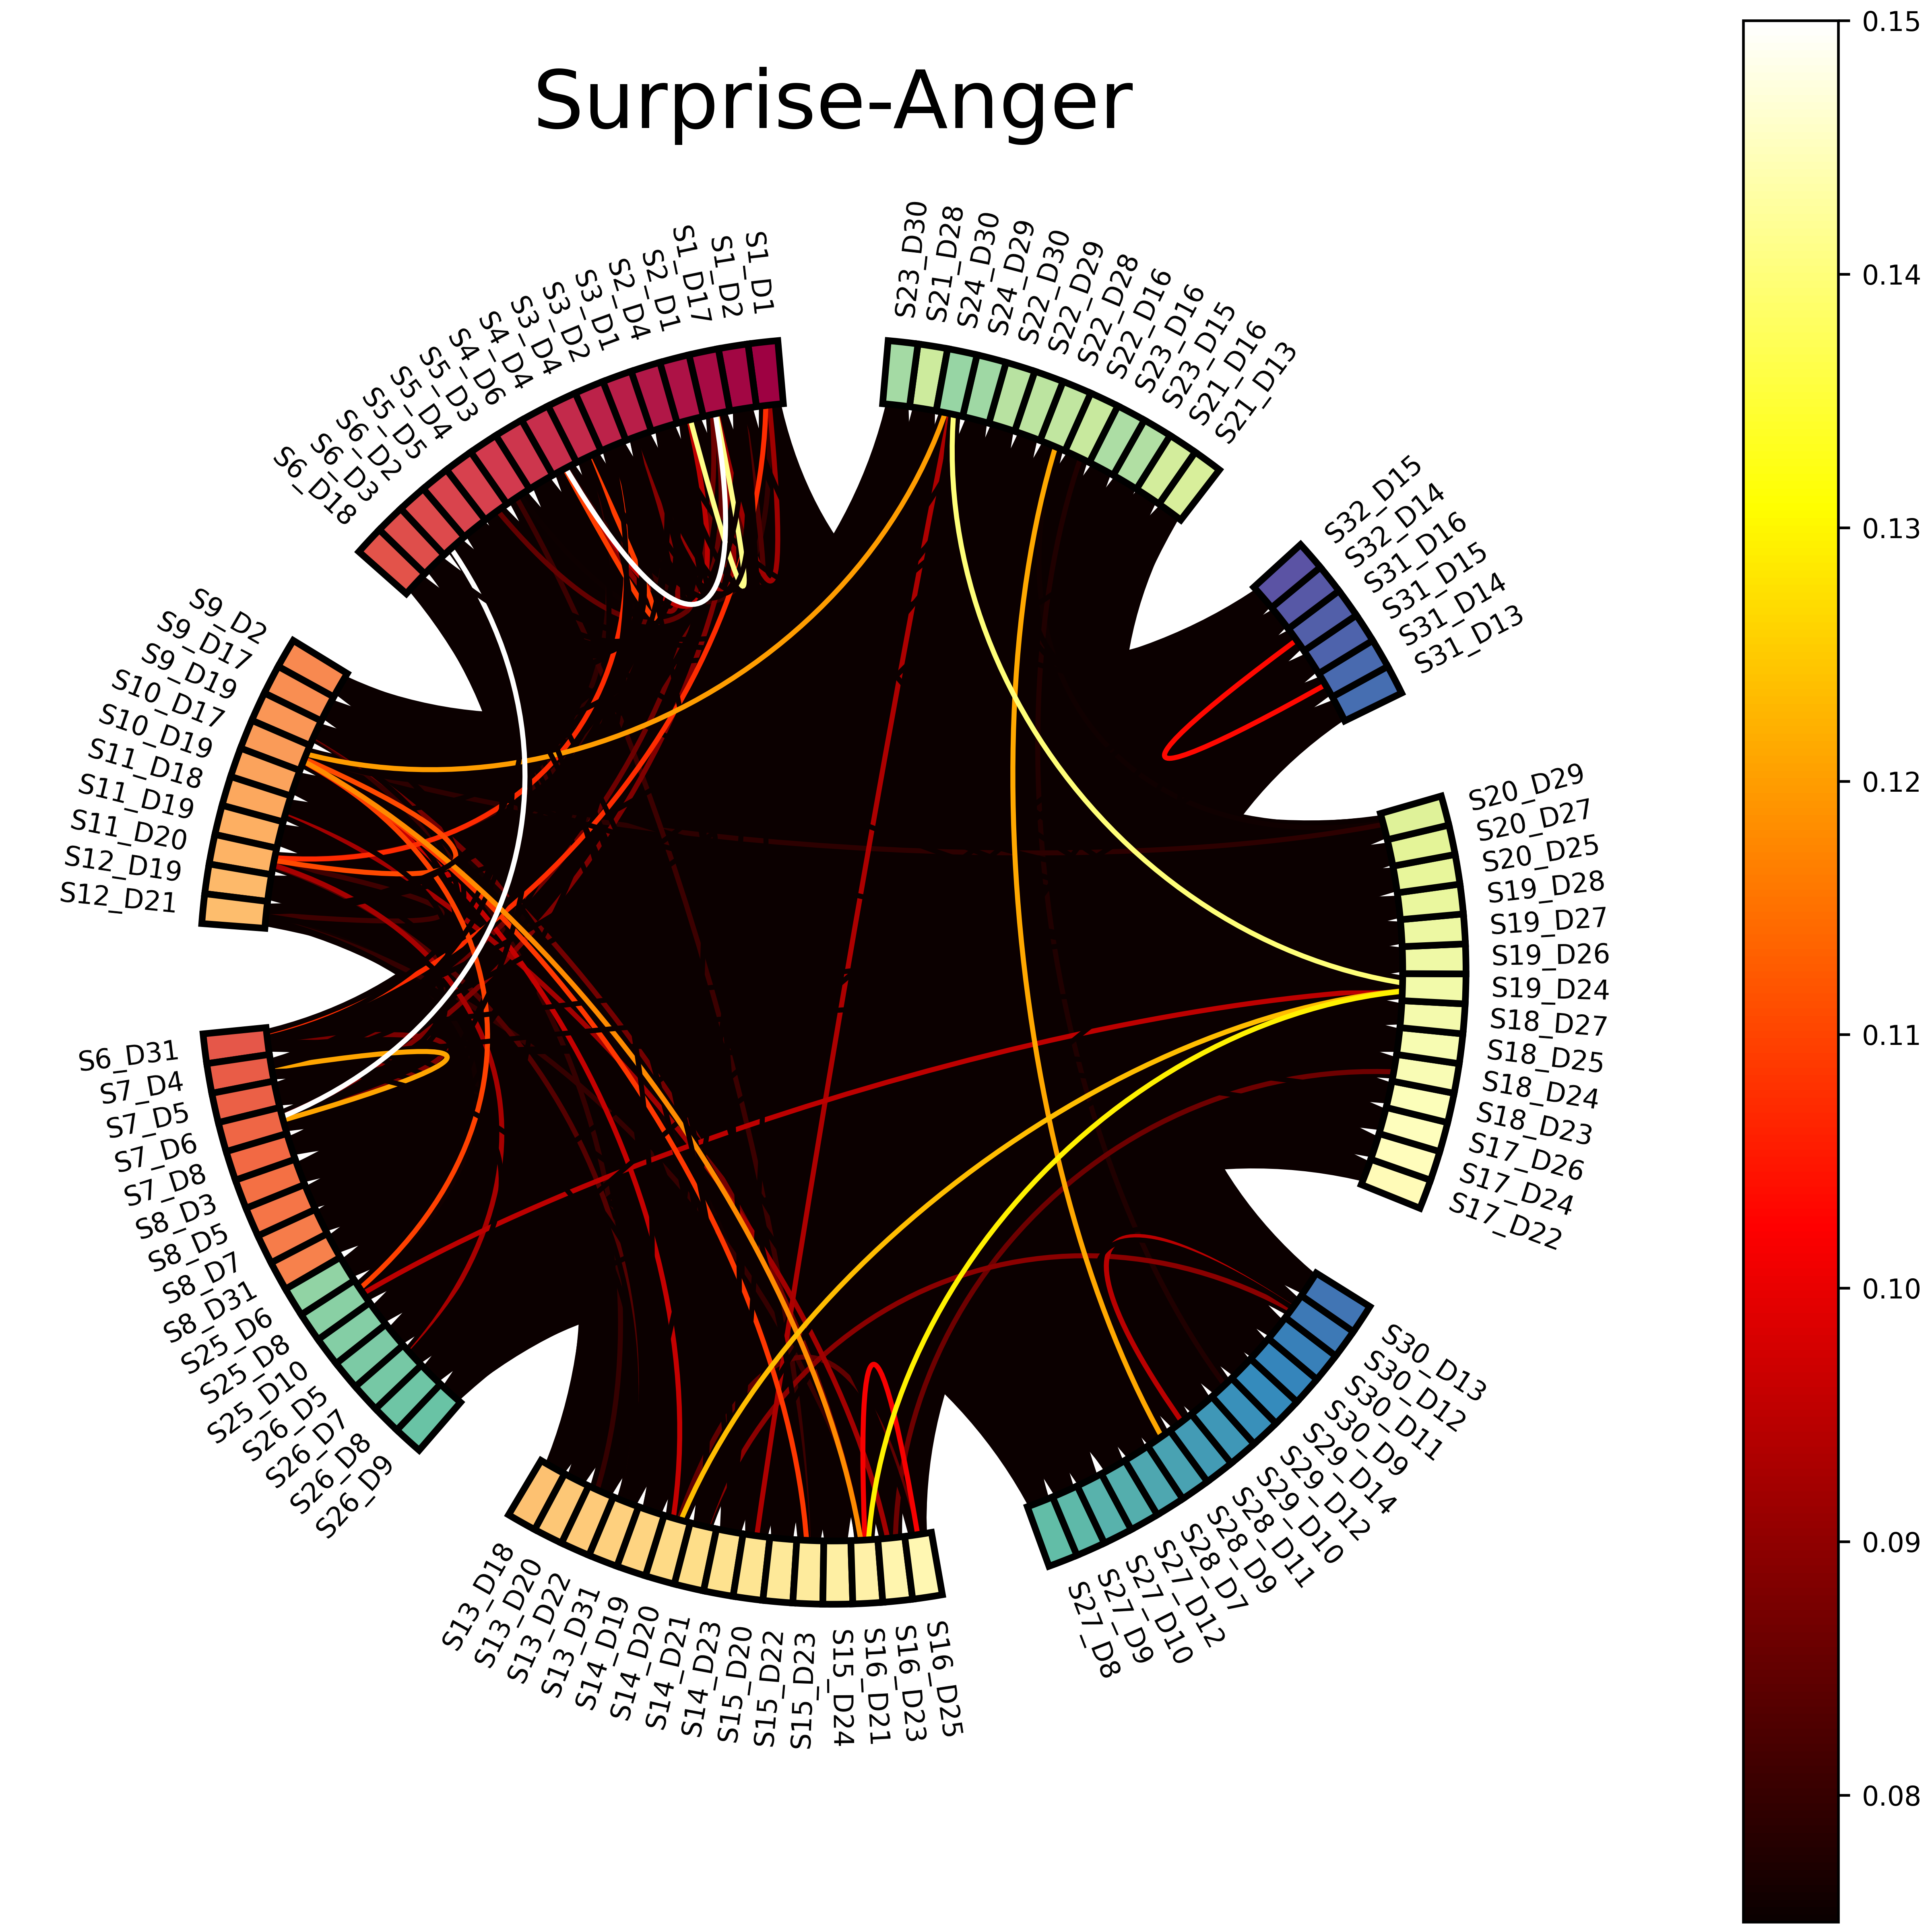 Surprise-Anger
S1_D1
S1_D2
S1_D17
S2_D1
S2_D4
S3_D1
S3_D2
S3_D4
S4_D4
S4_D6
S5_D3
S5_D4
S5_D5
S6_D2
S6_D3
S6_D18
S9_D2
S9_D17
S9_D19
S10_D17
S10_D19
S11_D18
S11_D19
S11_D20
S12_D19
S12_D21
S6_D31
S7_D4
S7_D5
S7_D6
S7_D8
S8_D3
S8_D5
S8_D7
S8_D31
S25_D6
S25_D8
S25_D10
S26_D5
S26_D7
S26_D8
S26_D9
S13_D18
S13_D20
S13_D22
S13_D31
S14_D19
S14_D20
S14_D21
S14_D23
S15_D20
S15_D22
S15_D23
S15_D24
S16_D21
S16_D23
S16_D25
S27_D8
S27_D9
S27_D10
S27_D12
S28_D7
S28_D9
S28_D11
S29_D10
S29_D12
S29_D14
S30_D9
S30_D11
S30_D12
S30_D13
S17_D22
S17_D24
S17_D26
S18_D23
S18_D24
S18_D25
S18_D27
S19_D24
S19_D26
S19_D27
S19_D28
S20_D25
S20_D27
S20_D29
S31_D13
S31_D14
S31_D15
S31_D16
S32_D14
S32_D15
S21_D13
S21_D16
S23_D15
S23_D16
S22_D16
S22_D28
S22_D29
S22_D30
S24_D29
S24_D30
S21_D28
S23_D30
0.15
0.14
0.13
0.12
0.11
0.10
0.09
0.08